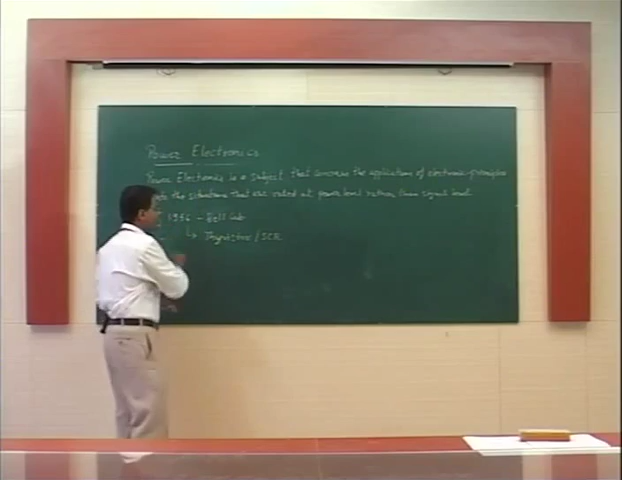 Power Electronics
Power Electronics is a subject that concerns the applications of electronic principles
the situations that are rated at power level rather than signal level
1956 - Bell Lab
↳ Thyristor / SCR